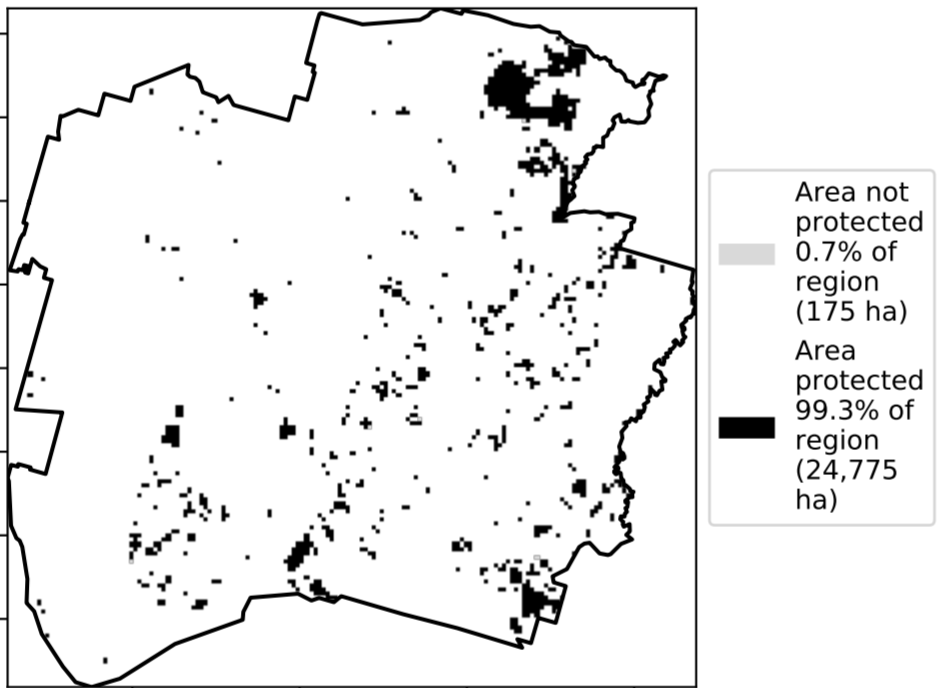 Area not
protected
0.7% of
region
(175 ha)
Area
protected
99.3% of
region
(24,775
ha)